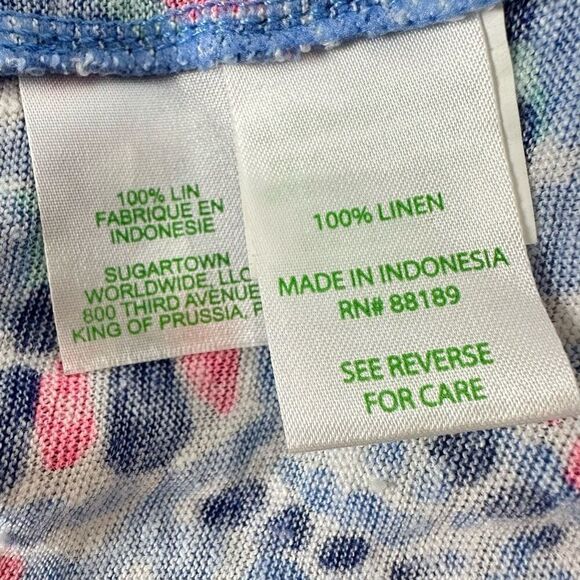 100% LIN
FABRIQUE EN
INDONESIE
SUGARTOWN
WORLDWIDE, LLC
800 THIRD AVENUE
KING OF PRUSSIA,
100% LINEN
MADE IN INDONESIA
RN# 88189
SEE REVERSE
FOR CARE